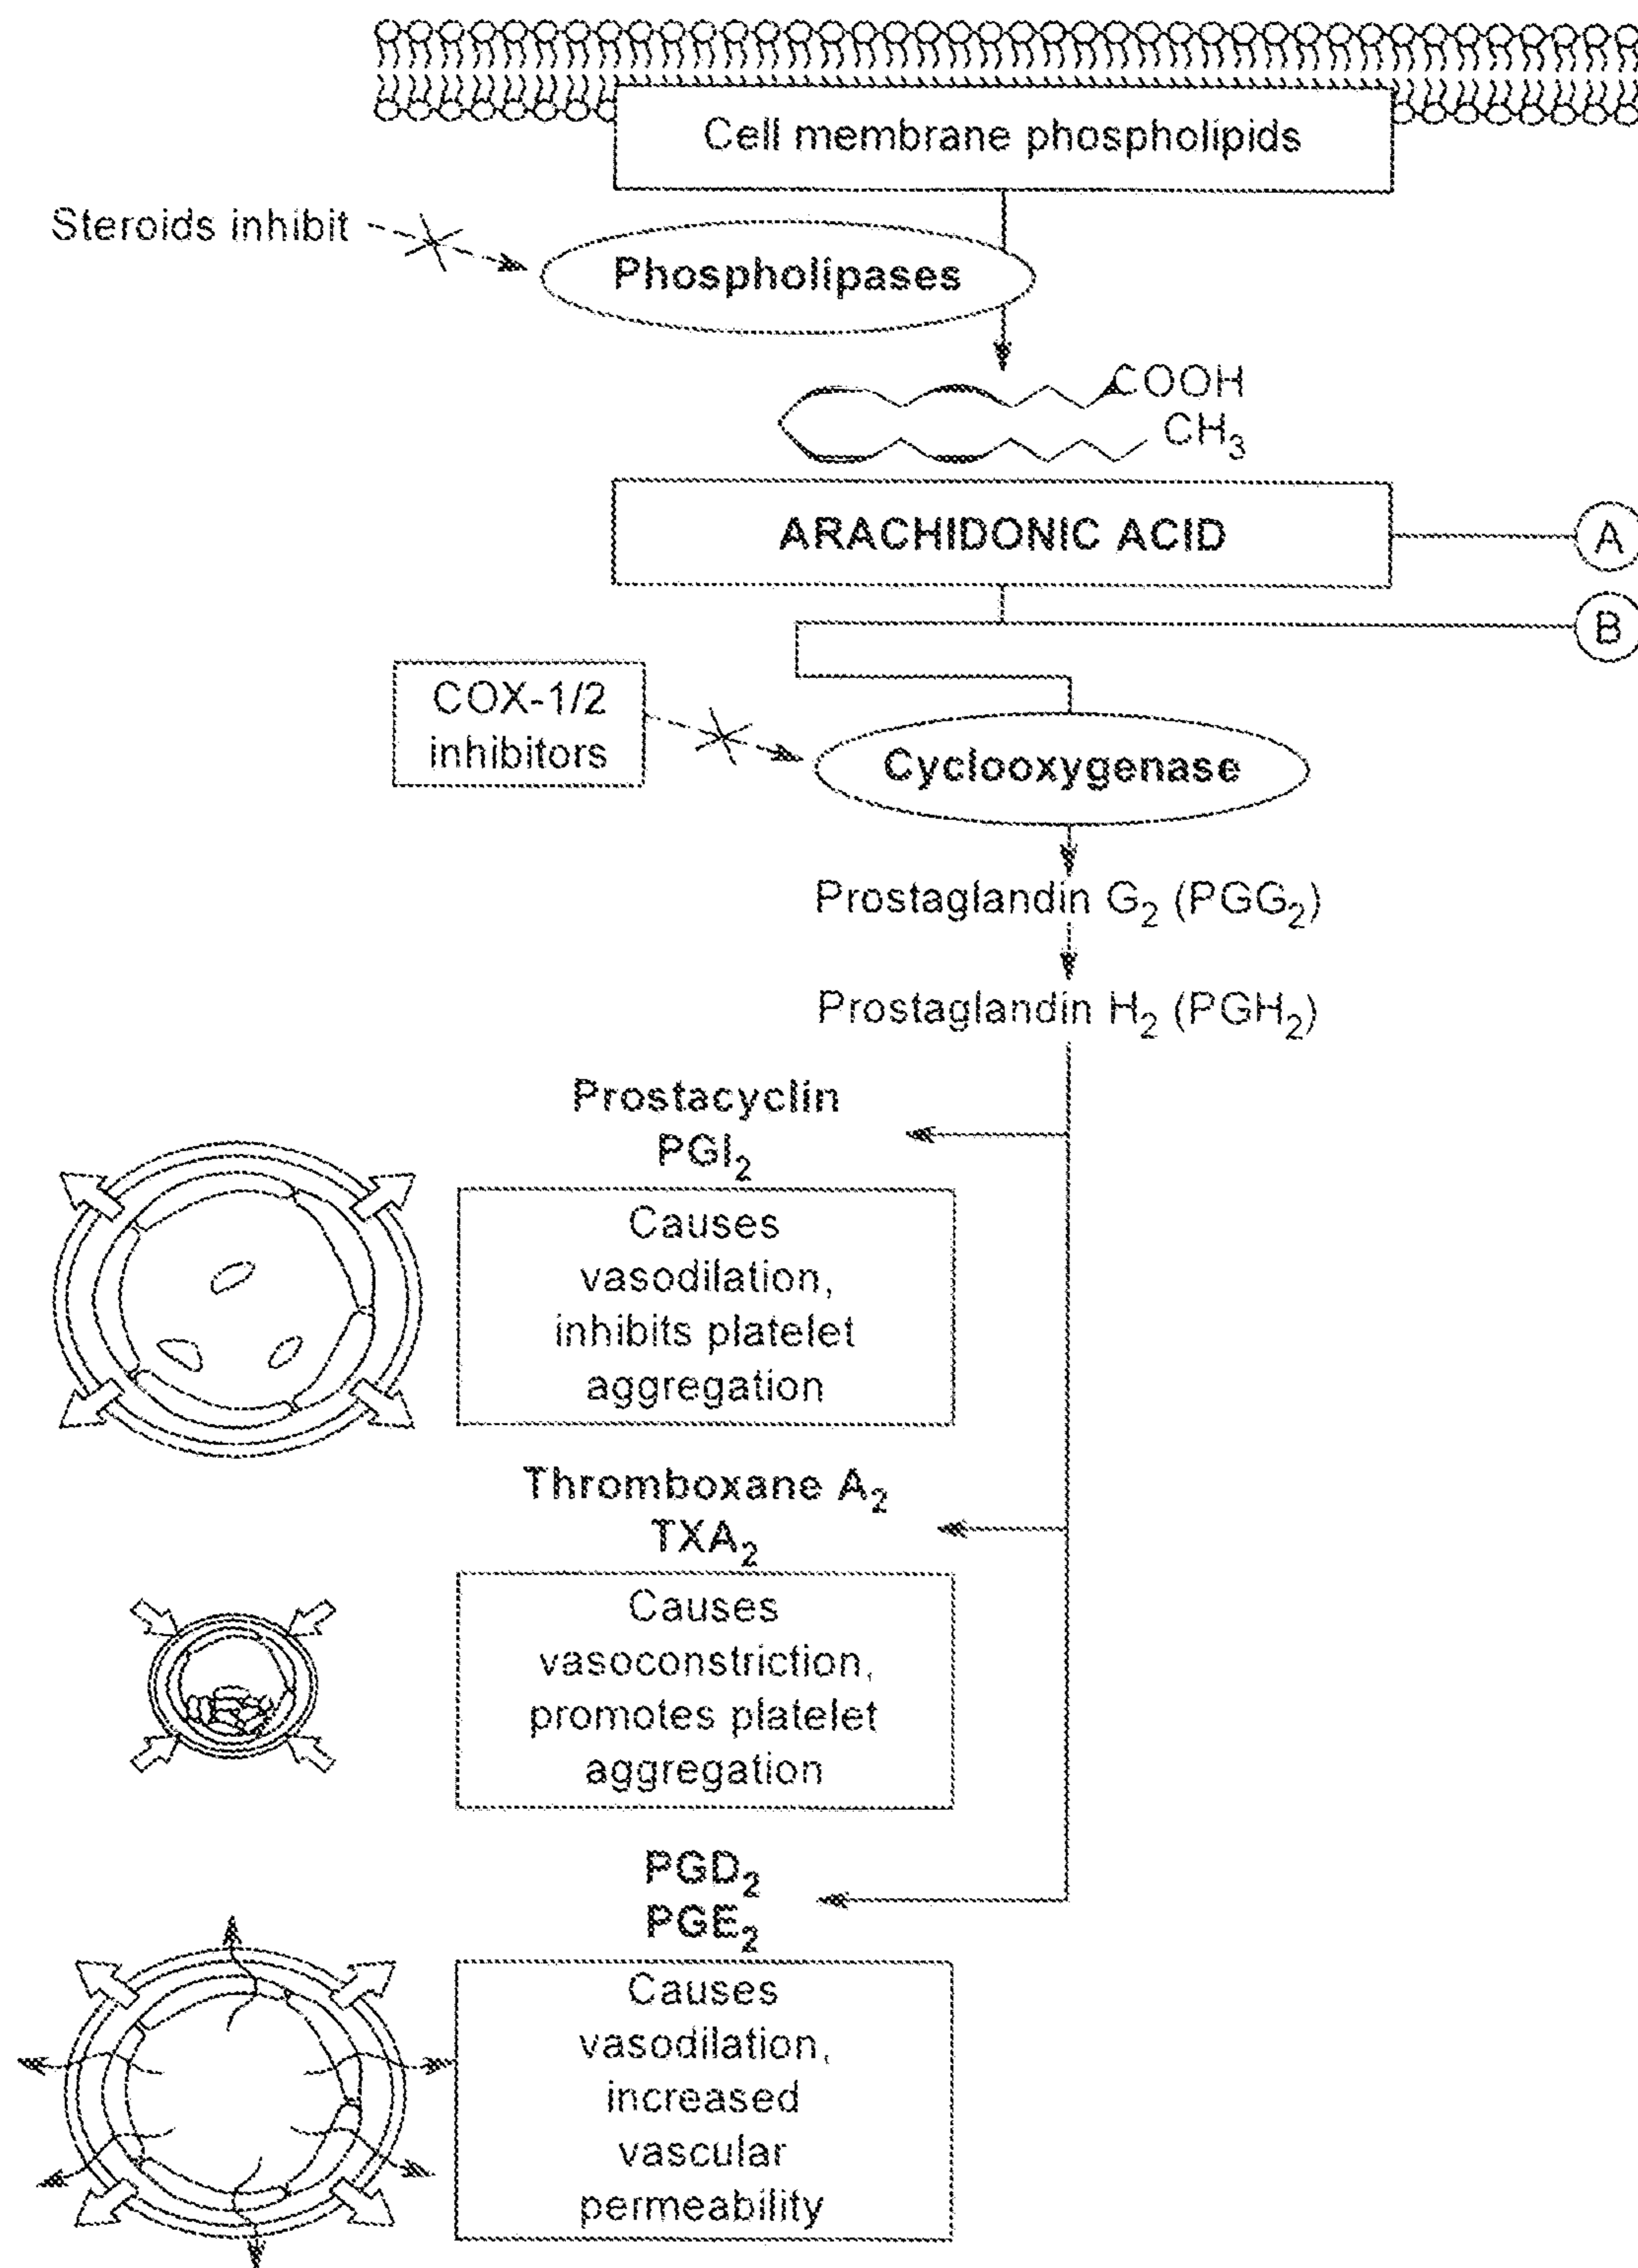 Cell membrane phospholipids
Steroids inhibit
Phospholipases
COOH
CH₃
ARACHIDONIC ACID
A
B
COX-1/2
inhibitors
Cyclooxygenase
Prostaglandin G₂ (PGG₂)
Prostaglandin H₂ (PGH₂)
Prostacyclin
PGI₂
Causes
vasodilation,
inhibits platelet
aggregation
Thromboxane A₂
TXA₂
Causes
vasoconstriction,
promotes platelet
aggregation
PGD₂
PGE₂
Causes
vasodilation,
increased
vascular
permeability